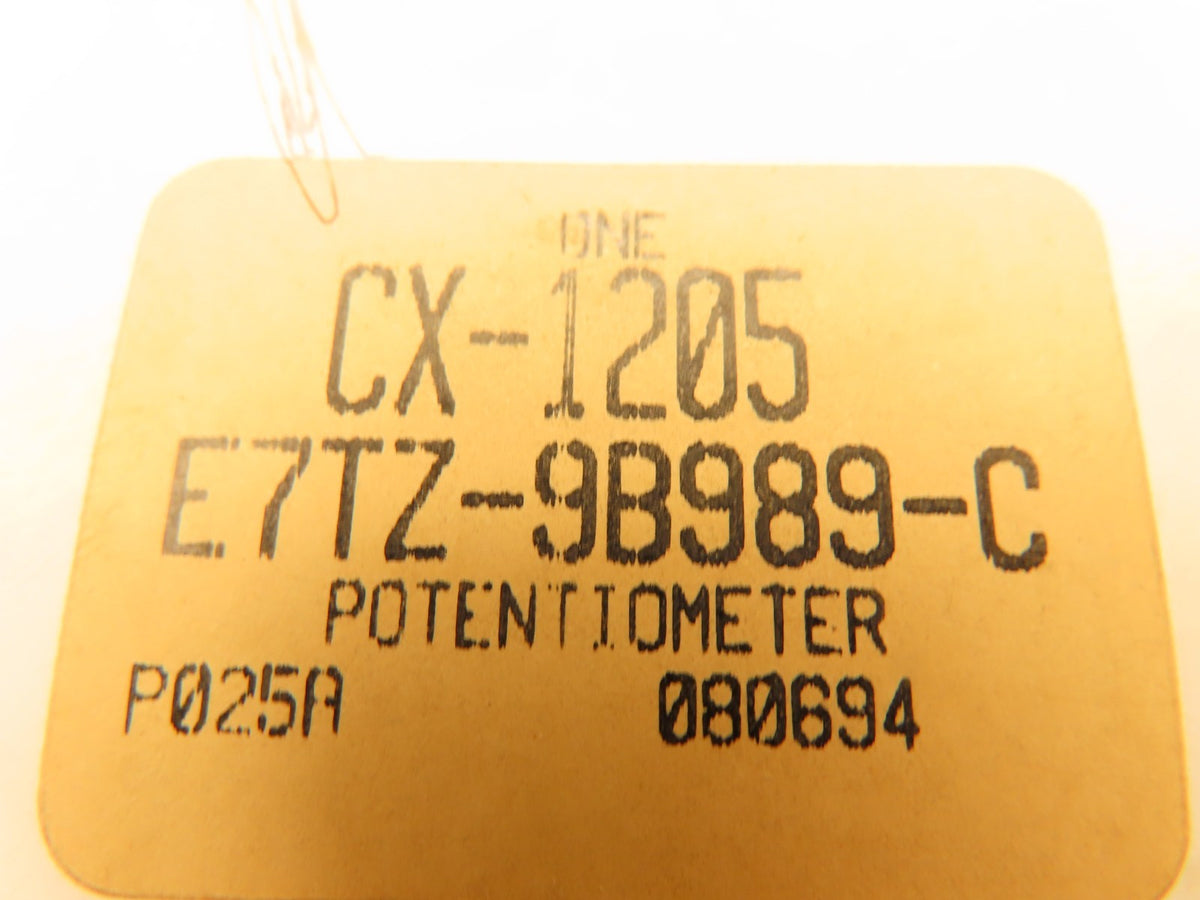 ONE
CX-1205
E7TZ-9B989-C
POTENTIOMETER
P025A 080694